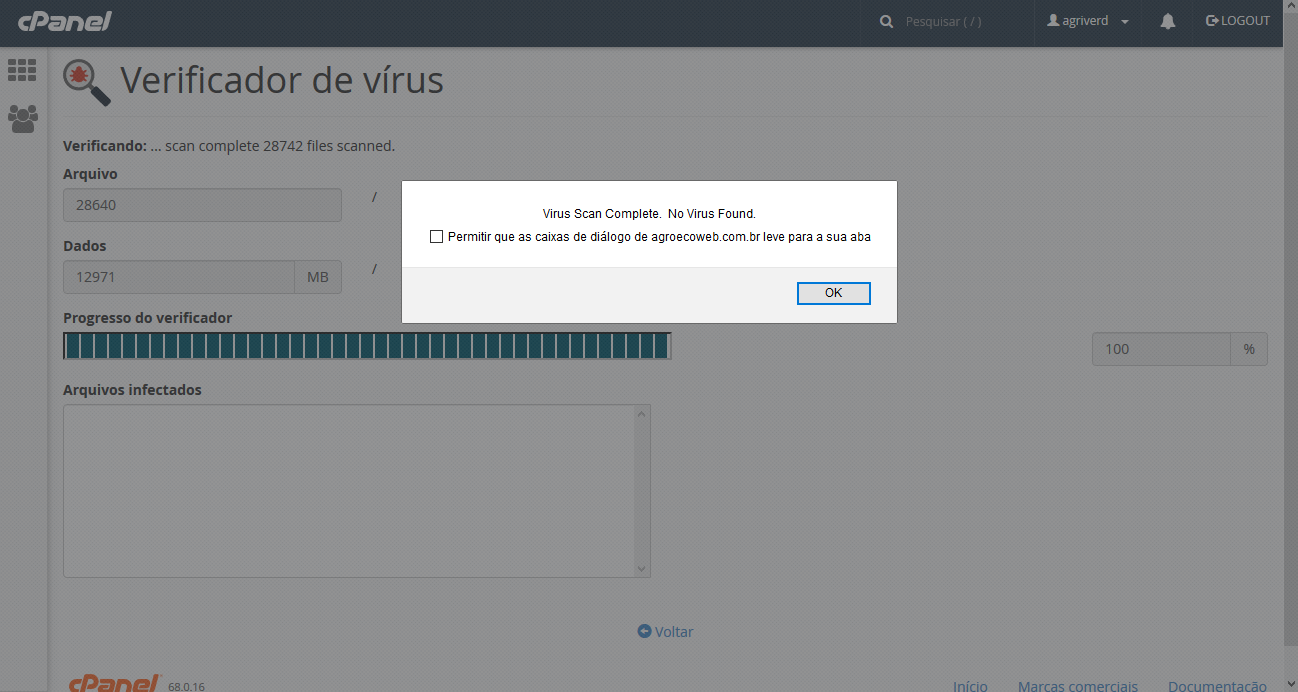 cPanel
Pesquisar ( / )
agriverd
LOGOUT
Verificador de vírus
Verificando: ... scan complete 28742 files scanned.
Arquivo
28640
/
Virus Scan Complete. No Virus Found.
Permitir que as caixas de diálogo de agroecoweb.com.br leve para a sua aba
OK
Dados
12971 MB
/
Progresso do verificador
100 %
Arquivos infectados
Voltar
cPanel 68.0.16
Início Marcas comerciais Documentação